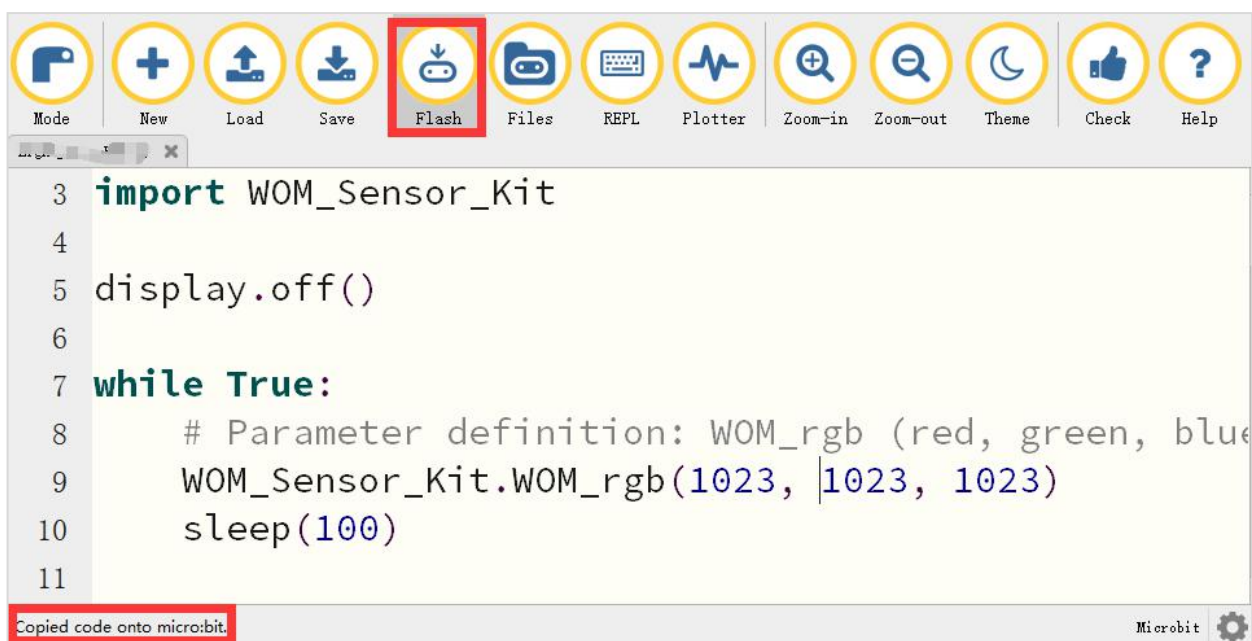 Mode New Load Save Flash Files REPL Plotter Zoom-in Zoom-out Theme Check Help
3 import WOM_Sensor_Kit
4
5 display.off()
6
7 while True:
8 # Parameter definition: WOM_rgb (red, green, blue
9 WOM_Sensor_Kit.WOM_rgb(1023, 1023, 1023)
10 sleep(100)
11
Copied code onto micro:bit. Microbit